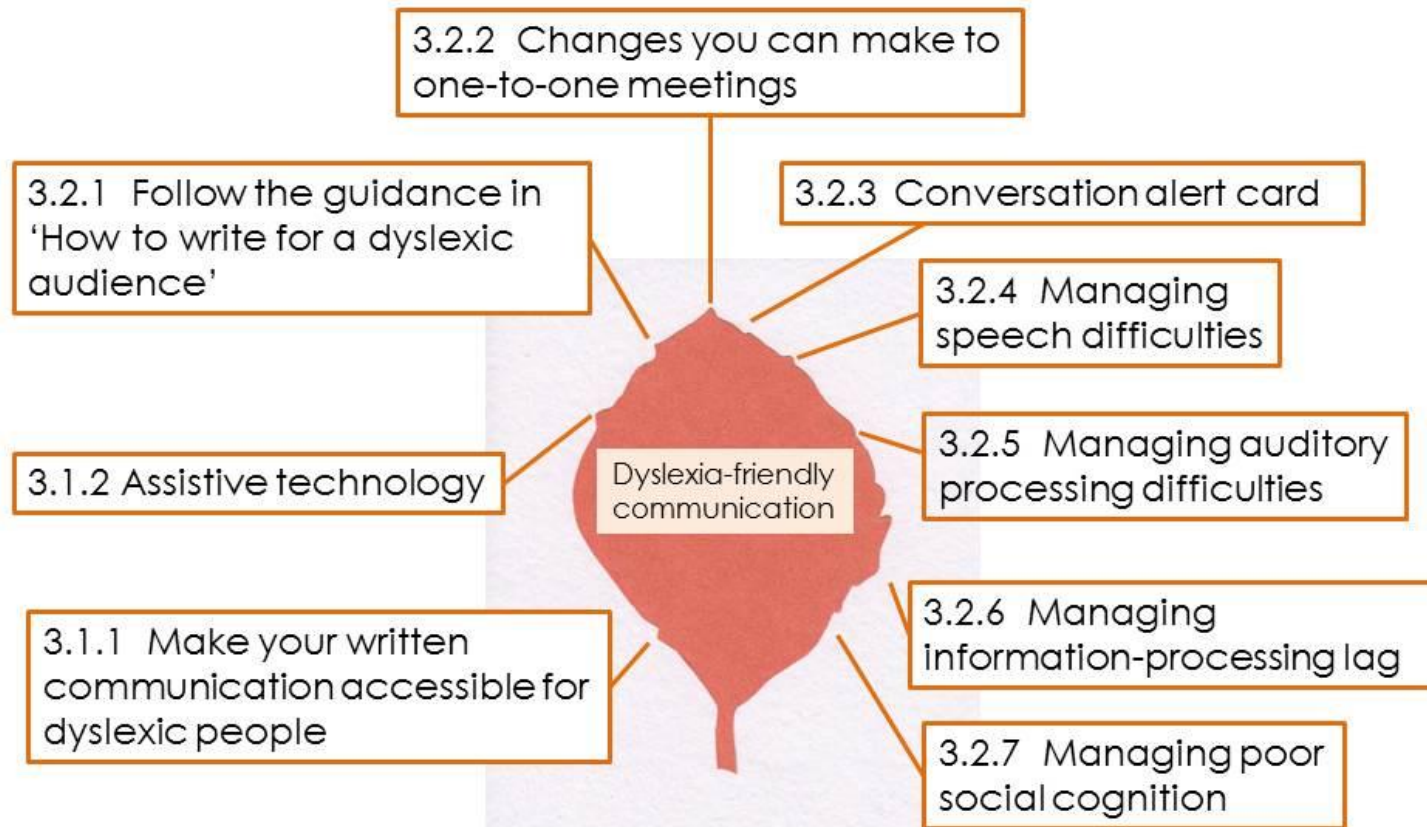 3.2.2 Changes you can make to
one-to-one meetings
3.2.1 Follow the guidance in
‘How to write for a dyslexic
audience’
3.2.3 Conversation alert card
3.2.4 Managing
speech difficulties
3.1.2 Assistive technology
Dyslexia-friendly
communication
3.2.5 Managing auditory
processing difficulties
3.1.1 Make your written
communication accessible for
dyslexic people
3.2.6 Managing
information-processing lag
3.2.7 Managing poor
social cognition